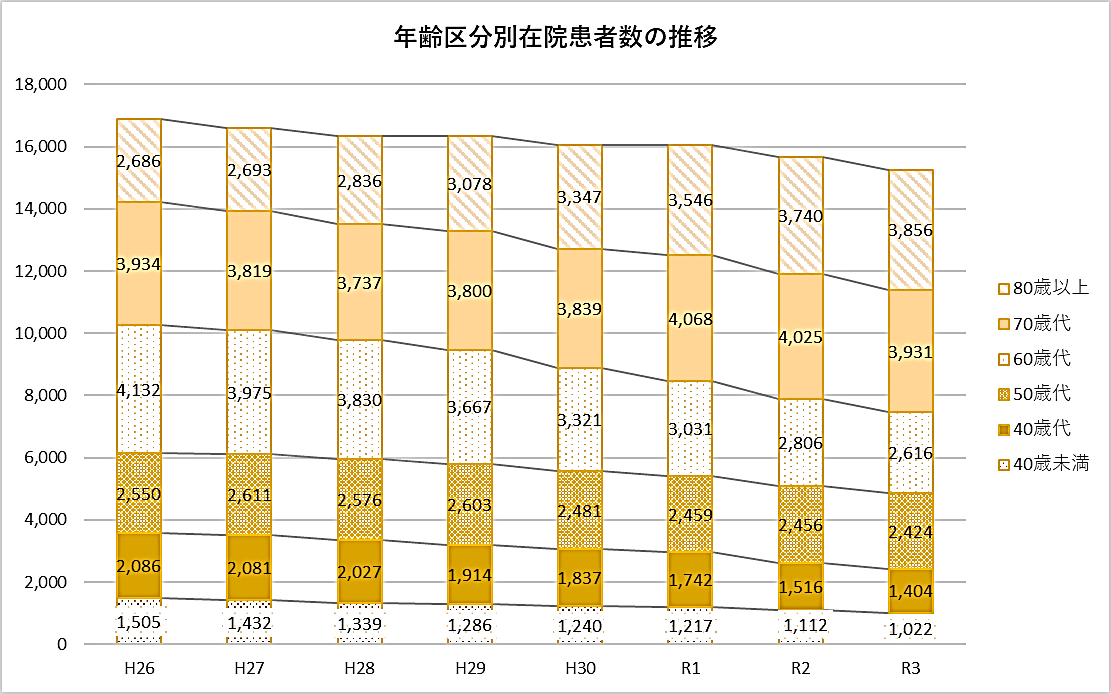 年齢区分別在院患者数の推移
18,000
16,000
14,000
12,000
10,000
8,000
6,000
4,000
2,000
0
2,686 2,693 2,836 3,078 3,347 3,546 3,740 3,856
3,934 3,819 3,737 3,800 3,839 4,068 4,025 3,931
4,132 3,975 3,830 3,667 3,321 3,031 2,806 2,616
2,550 2,611 2,576 2,603 2,481 2,459 2,456 2,424
2,086 2,081 2,027 1,914 1,837 1,742 1,516 1,404
1,505 1,432 1,339 1,286 1,240 1,217 1,112 1,022
H26 H27 H28 H29 H30 R1 R2 R3
80歳以上
70歳代
60歳代
50歳代
40歳代
40歳未満